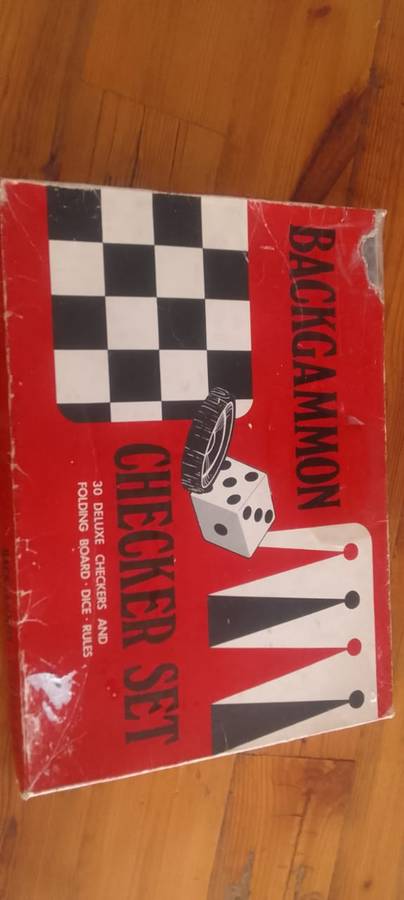 BACKGAMMON
CHECKER SET
30 DELUXE CHECKERS AND
FOLDING BOARD · DICE · RULES